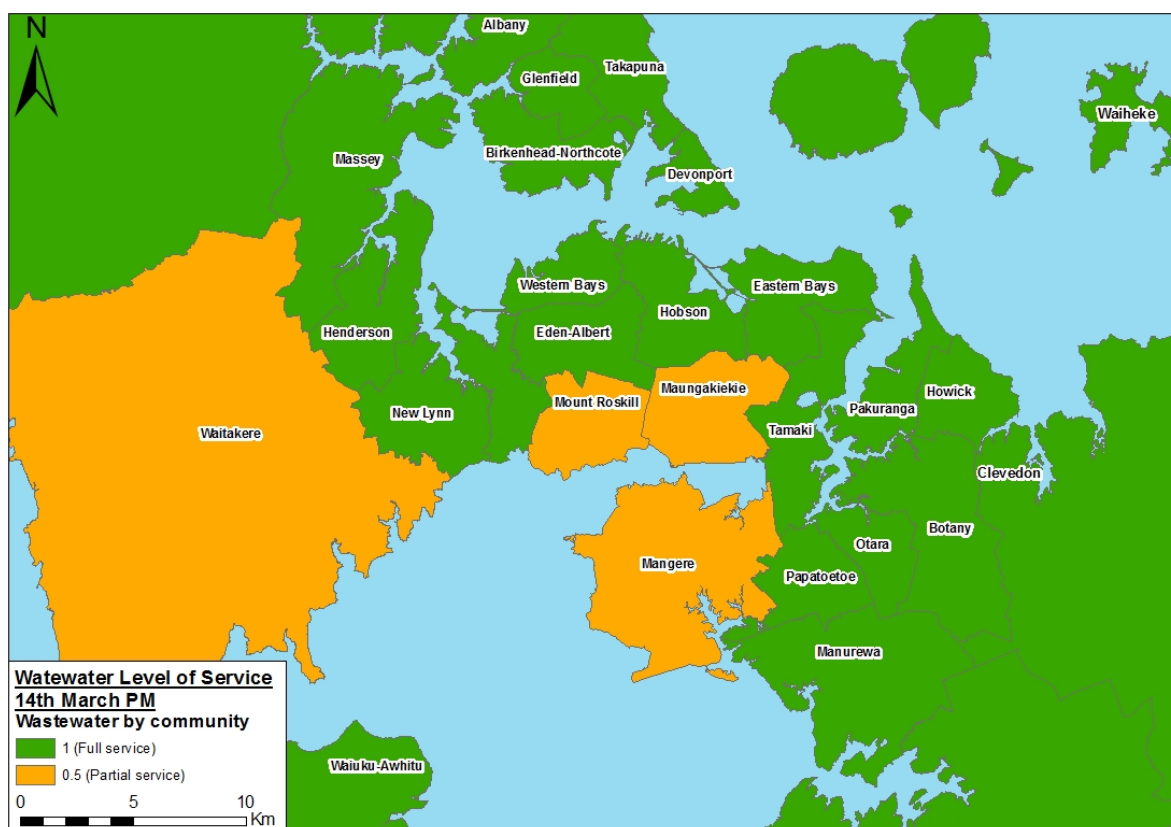 N
Albany
Takapuna
Glenfield
Waiheke
Birkenhead-Northcote
Massey
Devonport
Western Bays
Eastern Bays
Hobson
Henderson
Eden-Albert
Maungakiekie
Howick
Mount Roskill
Pakuranga
New Lynn
Tamaki
Waitakere
Clevedon
Botany
Otara
Mangere
Papatoetoe
Manurewa
Watewater Level of Service
14th March PM
Wastewater by community
1 (Full service)
0.5 (Partial service)
0 5 10
Km
Waiuku-Awhitu